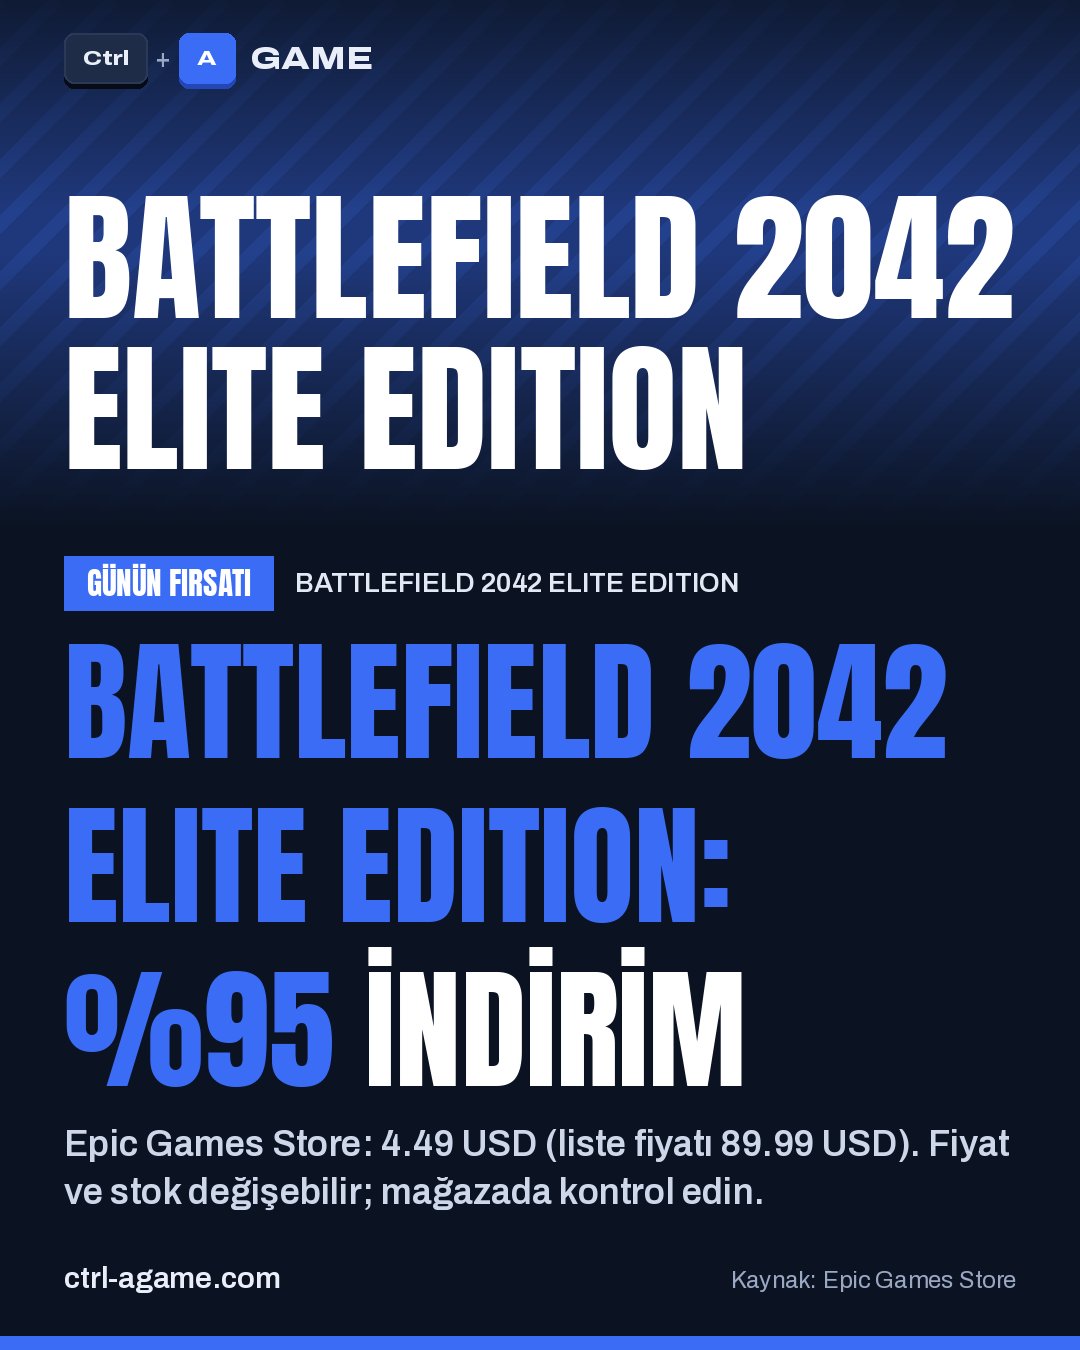 Ctrl + A GAME
BATTLEFIELD 2042
ELITE EDITION
GÜNÜN FIRSATI BATTLEFIELD 2042 ELITE EDITION
BATTLEFIELD 2042
ELITE EDITION:
%95 İNDİRİM
Epic Games Store: 4.49 USD (liste fiyatı 89.99 USD). Fiyat
ve stok değişebilir; mağazada kontrol edin.
ctrl-agame.com Kaynak: Epic Games Store